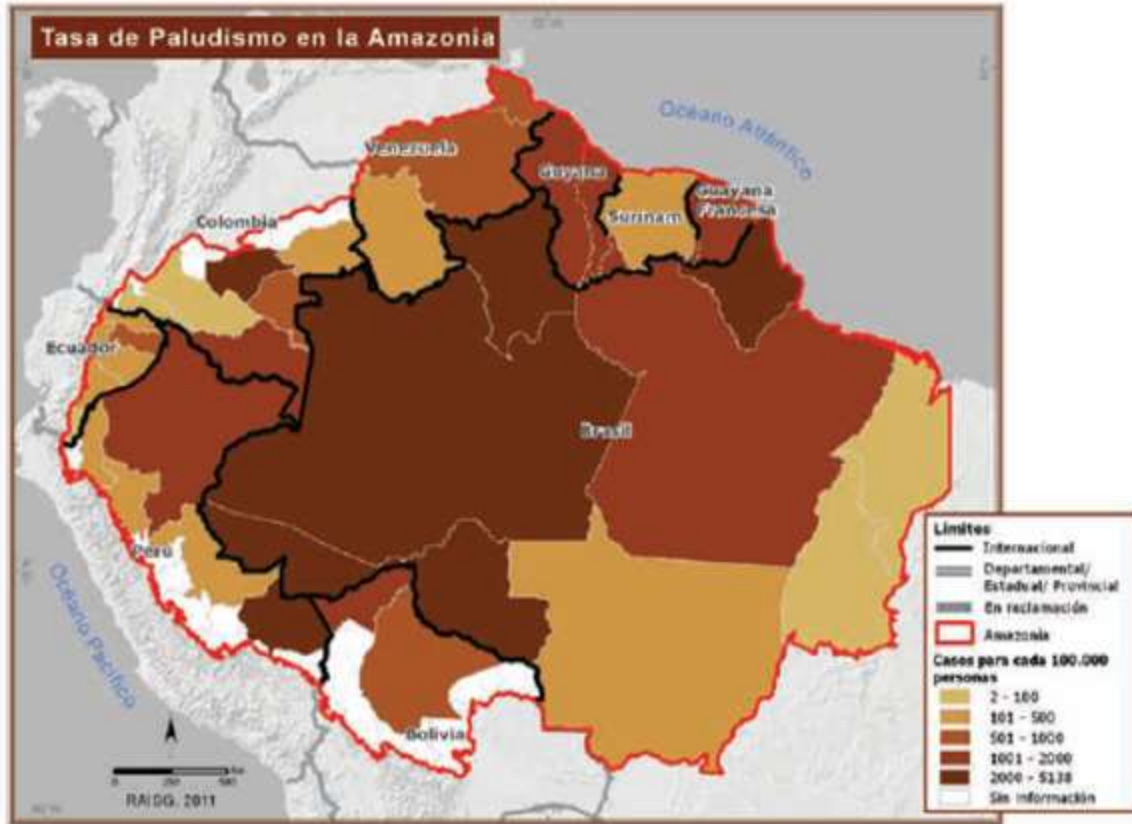 Tasa de Paludismo en la Amazonia
Océano Atlántico
Venezuela
Guyana
Guayana
Francesa
Surinam
Colombia
Ecuador
Brasil
Perú
Océano Pacífico
Bolivia
RAISG. 2011
Límites
Internacional
Departamental/
Estadual/ Provincial
En reclamación
Amazonía
Casos para cada 100.000
personas
2 - 100
101 - 500
501 - 1000
1001 - 2000
2000 - 5138
Sin información